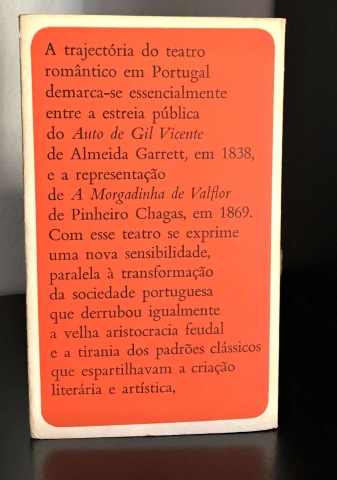 A trajectória do teatro
romântico em Portugal
demarca-se essencialmente
entre a estreia pública
do Auto de Gil Vicente
de Almeida Garrett, em 1838,
e a representação
de A Morgadinha de Valflor
de Pinheiro Chagas, em 1869.
Com esse teatro se exprime
uma nova sensibilidade,
paralela à transformação
da sociedade portuguesa
que derrubou igualmente
a velha aristocracia feudal
e a tirania dos padrões clássicos
que espartilhavam a criação
literária e artística,